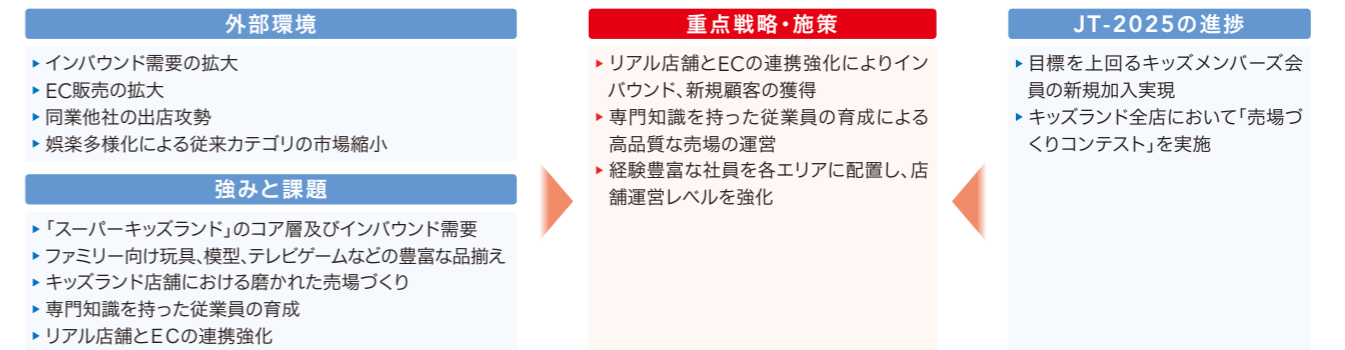 外部環境
▶インバウンド需要の拡大
▶EC販売の拡大
▶同業他社の出店攻勢
▶娯楽多様化による従来カテゴリの市場縮小
強みと課題
▶「スーパーキッズランド」のコア層及びインバウンド需要
▶ファミリー向け玩具、模型、テレビゲームなどの豊富な品揃え
▶キッズランド店舗における磨かれた売場づくり
▶専門知識を持った従業員の育成
▶リアル店舗とECの連携強化
重点戦略・施策
▶リアル店舗とECの連携強化によりイン
バウンド、新規顧客の獲得
▶専門知識を持った従業員の育成による
高品質な売場の運営
▶経験豊富な社員を各エリアに配置し、店
舗運営レベルを強化
JT-2025の進捗
▶目標を上回るキッズメンバーズ会
員の新規加入実現
▶キッズランド全店において「売場づ
くりコンテスト」を実施